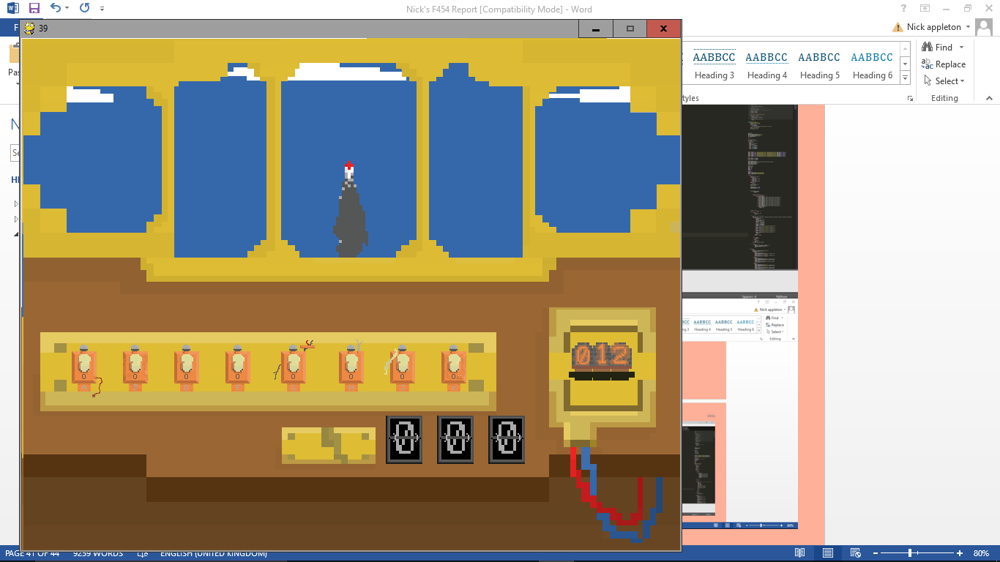 Nick's F454 Report [Compatibility Mode] - Word
39
Nick appleton
Find
Replace
Select
Editing
AABBCC AABBCC AABBCC AABBCC
Heading 3 Heading 4 Heading 5 Heading 6
012
0 0 0 0 0 0 0 0
0 0 0
PAGE 41 OF 44 9259 WORDS ENGLISH (UNITED KINGDOM)
80%